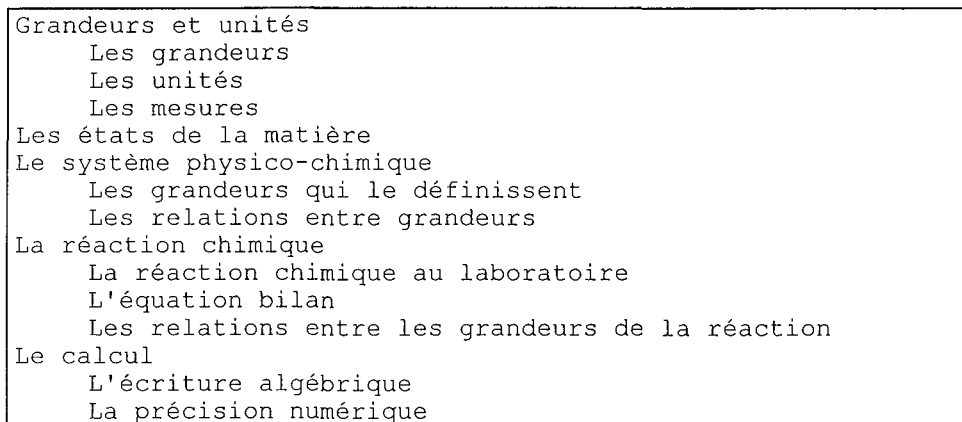 Grandeurs et unités
Les grandeurs
Les unités
Les mesures
Les états de la matière
Le système physico-chimique
Les grandeurs qui le définissent
Les relations entre grandeurs
La réaction chimique
La réaction chimique au laboratoire
L'équation bilan
Les relations entre les grandeurs de la réaction
Le calcul
L'écriture algébrique
La précision numérique